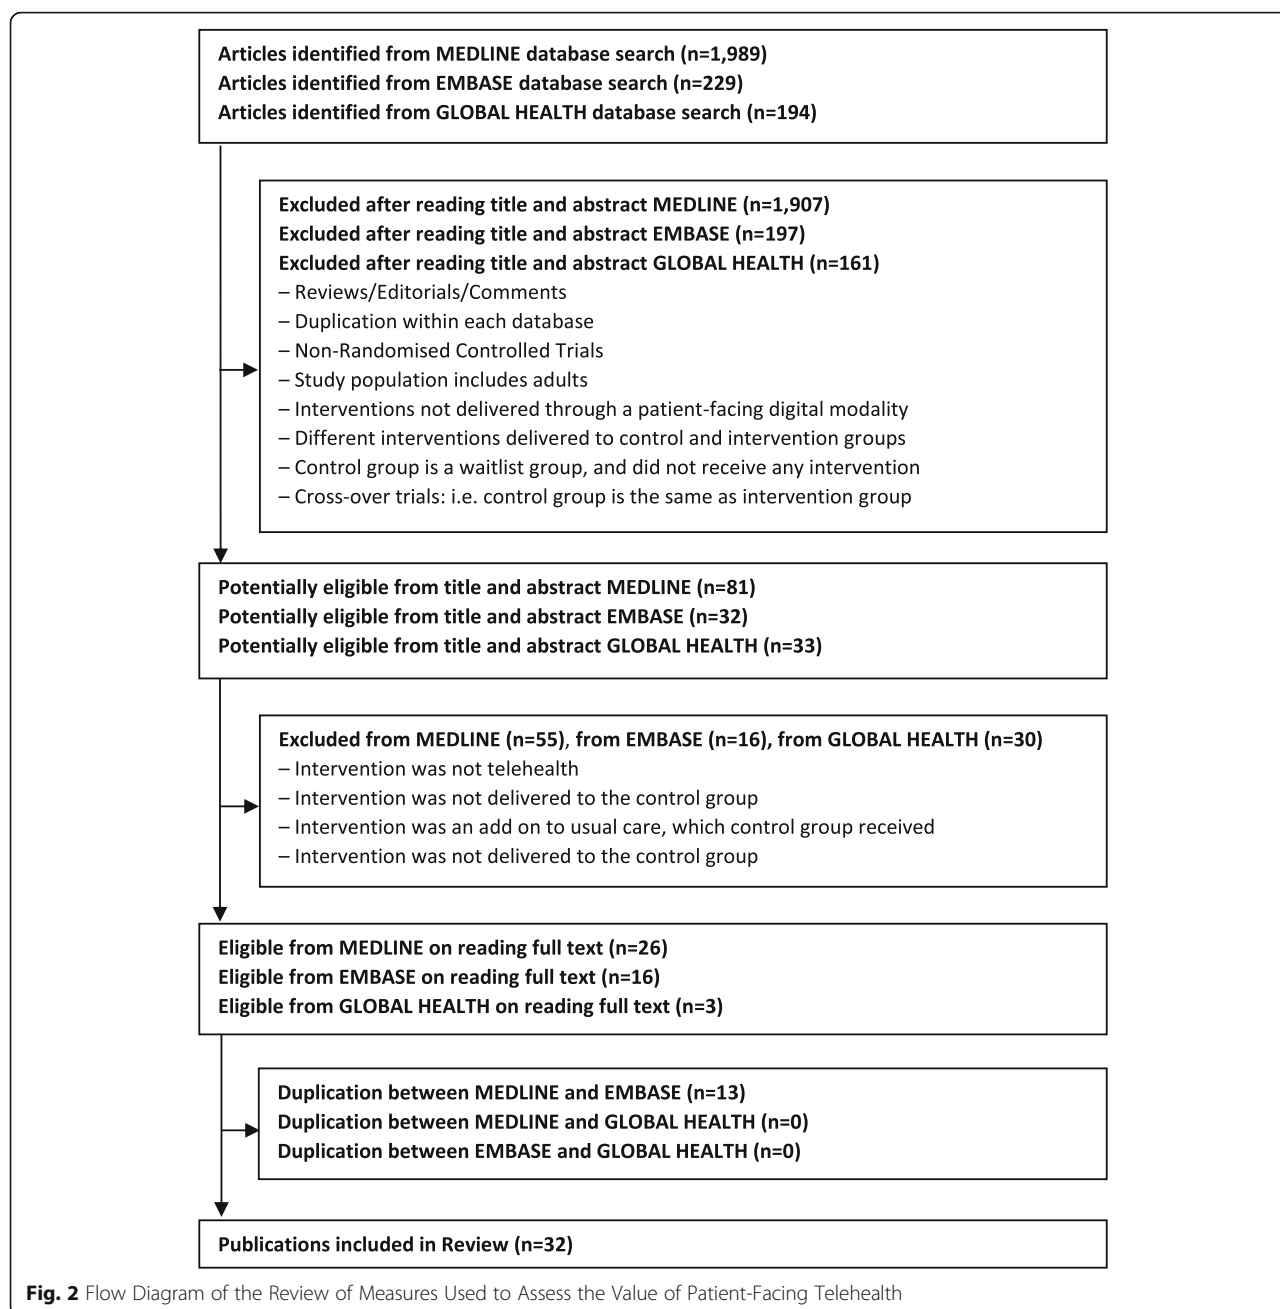 Articles identified from MEDLINE database search (n=1,989)
Articles identified from EMBASE database search (n=229)
Articles identified from GLOBAL HEALTH database search (n=194)
Excluded after reading title and abstract MEDLINE (n=1,907)
Excluded after reading title and abstract EMBASE (n=197)
Excluded after reading title and abstract GLOBAL HEALTH (n=161)
– Reviews/Editorials/Comments
– Duplication within each database
– Non-Randomised Controlled Trials
– Study population includes adults
– Interventions not delivered through a patient-facing digital modality
– Different interventions delivered to control and intervention groups
– Control group is a waitlist group, and did not receive any intervention
– Cross-over trials: i.e. control group is the same as intervention group
Potentially eligible from title and abstract MEDLINE (n=81)
Potentially eligible from title and abstract EMBASE (n=32)
Potentially eligible from title and abstract GLOBAL HEALTH (n=33)
Excluded from MEDLINE (n=55), from EMBASE (n=16), from GLOBAL HEALTH (n=30)
– Intervention was not telehealth
– Intervention was not delivered to the control group
– Intervention was an add on to usual care, which control group received
– Intervention was not delivered to the control group
Eligible from MEDLINE on reading full text (n=26)
Eligible from EMBASE on reading full text (n=16)
Eligible from GLOBAL HEALTH on reading full text (n=3)
Duplication between MEDLINE and EMBASE (n=13)
Duplication between MEDLINE and GLOBAL HEALTH (n=0)
Duplication between EMBASE and GLOBAL HEALTH (n=0)
Publications included in Review (n=32)
Fig. 2 Flow Diagram of the Review of Measures Used to Assess the Value of Patient-Facing Telehealth